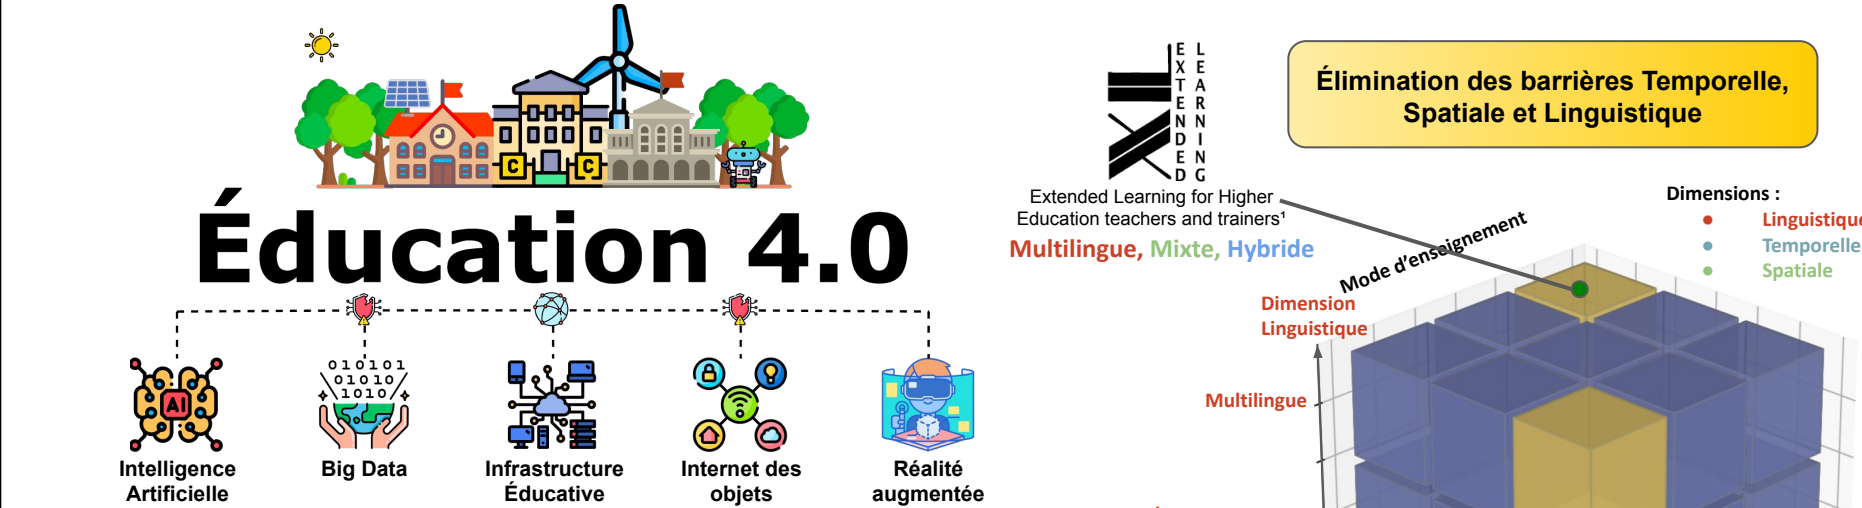 Éducation 4.0
010101
01010
1010
AI
C
C
Intelligence
Artificielle
Big Data
Infrastructure
Éducative
Internet des
objets
Réalité
augmentée
EXTENDED
LEARNING
Extended Learning for Higher
Education teachers and trainers¹
Multilingue, Mixte, Hybride
Élimination des barrières Temporelle,
Spatiale et Linguistique
Dimensions :
● Linguistique
● Temporelle
● Spatiale
Mode d'enseignement
Dimension
Linguistique
Multilingue